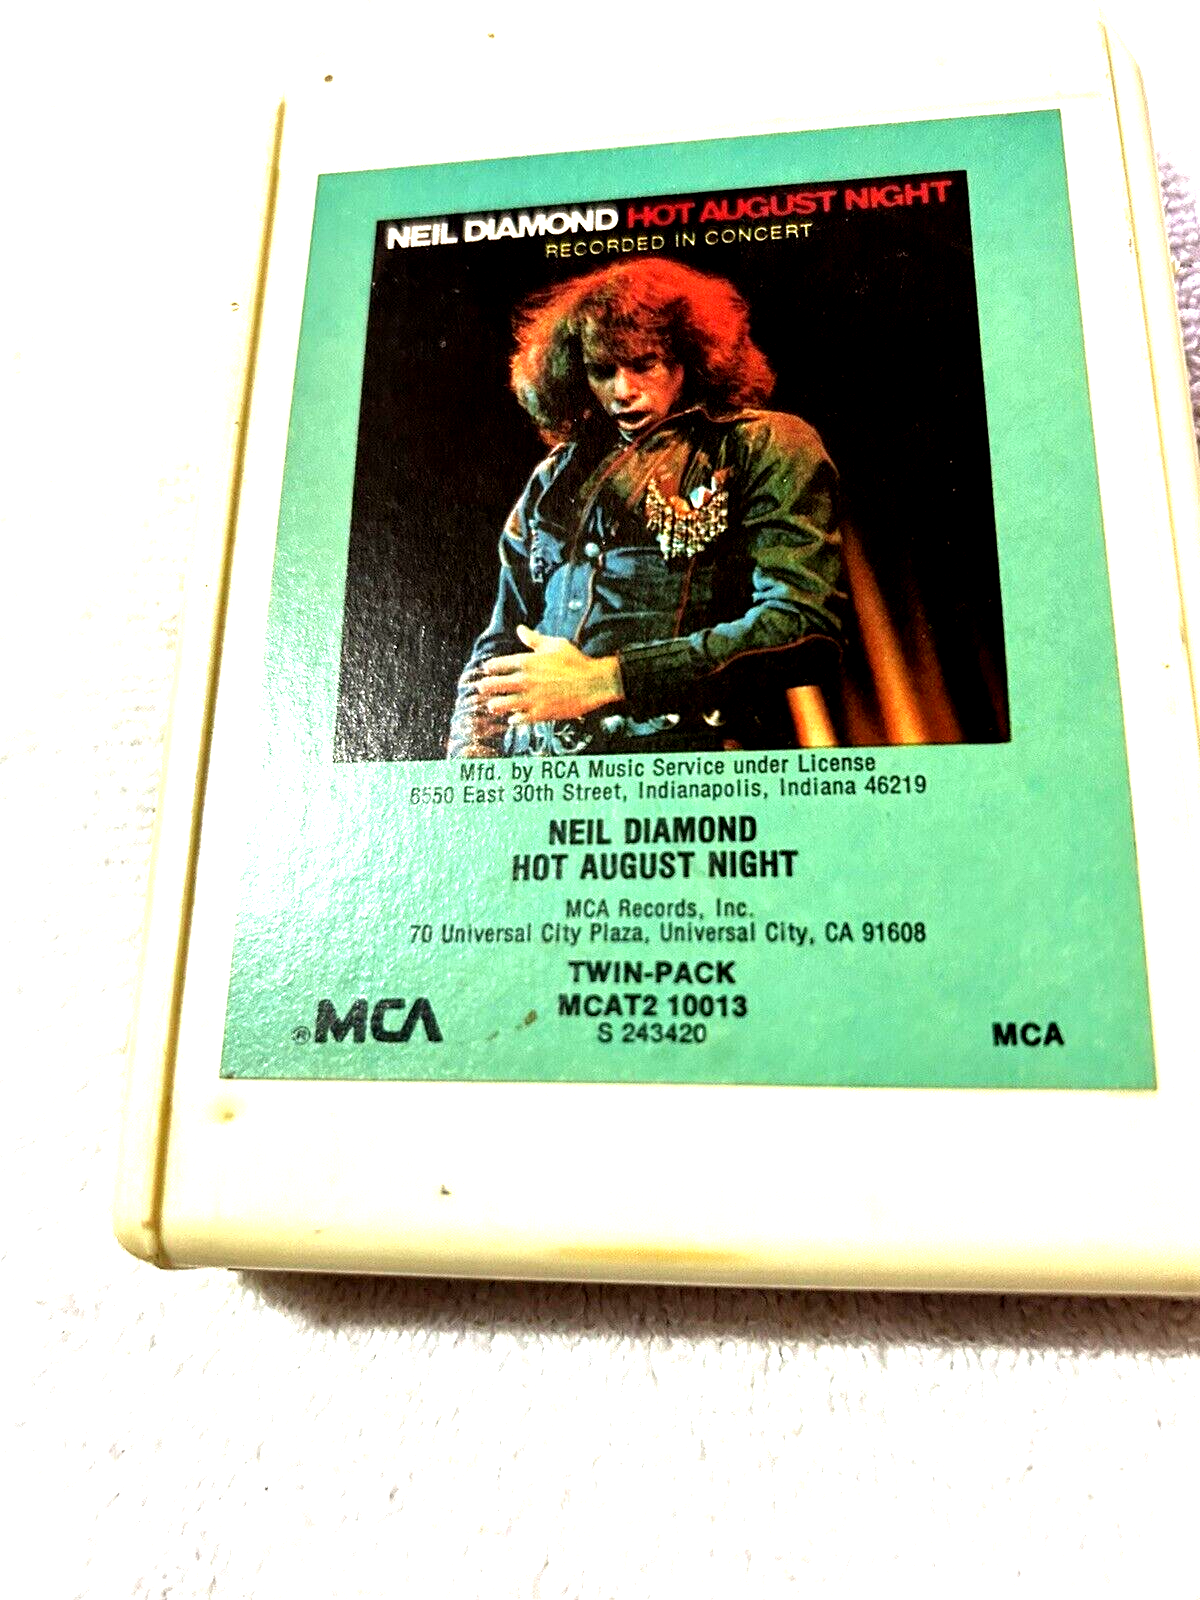 NEIL DIAMOND HOT AUGUST NIGHT
RECORDED IN CONCERT
Mfd. by RCA Music Service under License
6550 East 30th Street, Indianapolis, Indiana 46219
NEIL DIAMOND
HOT AUGUST NIGHT
MCA Records, Inc.
70 Universal City Plaza, Universal City, CA 91608
TWIN-PACK
MCAT2 10013
S 243420
® MCA
MCA